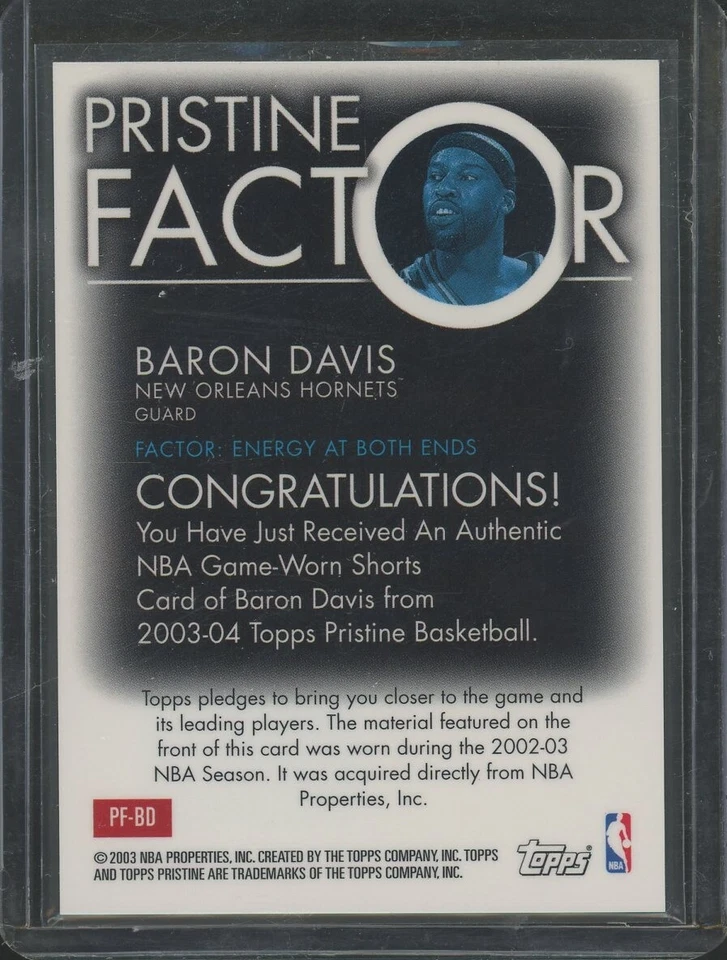 PRISTINE
FACTOR
BARON DAVIS
NEW ORLEANS HORNETS™
GUARD
FACTOR: ENERGY AT BOTH ENDS
CONGRATULATIONS!
You Have Just Received An Authentic
NBA Game-Worn Shorts
Card of Baron Davis from
2003-04 Topps Pristine Basketball.
Topps pledges to bring you closer to the game and
its leading players. The material featured on the
front of this card was worn during the 2002-03
NBA Season. It was acquired directly from NBA
Properties, Inc.
PF-BD
© 2003 NBA PROPERTIES, INC. CREATED BY THE TOPPS COMPANY, INC. TOPPS
AND TOPPS PRISTINE ARE TRADEMARKS OF THE TOPPS COMPANY, INC.
topps®
NBA